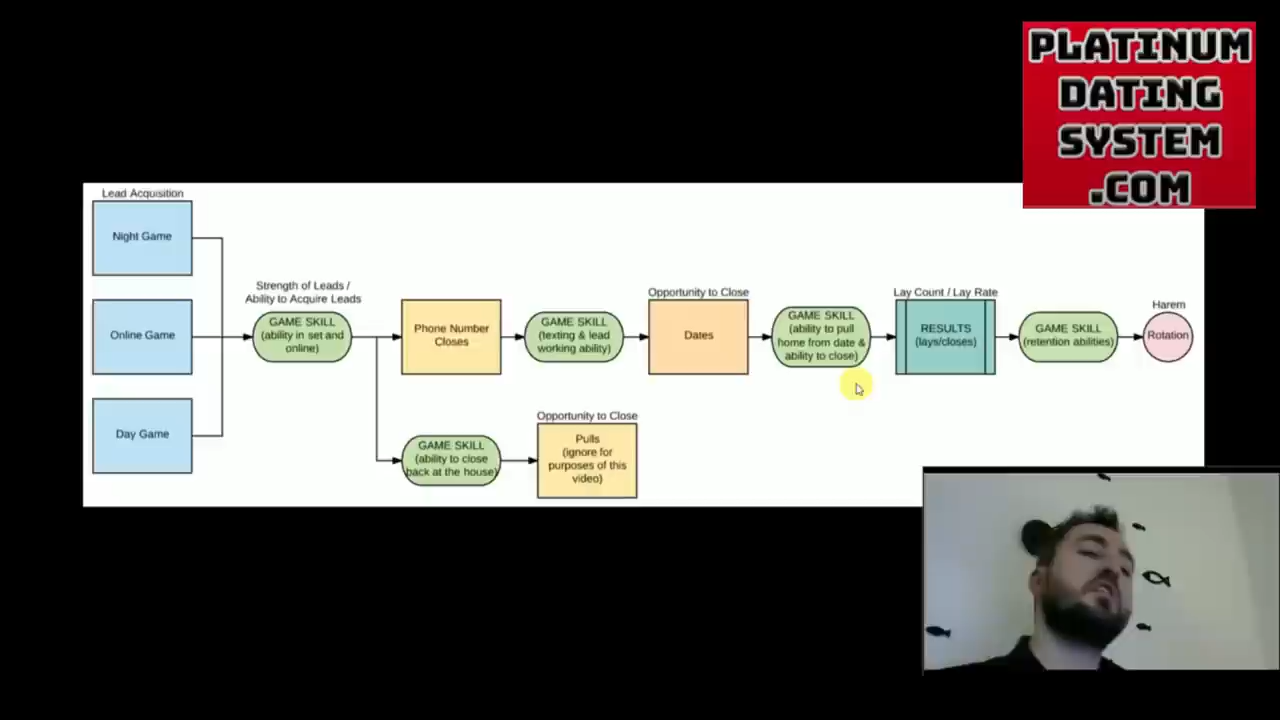 PLATINUM
DATING
SYSTEM
.COM
Lead Acquisition
Night Game
Online Game
Day Game
Strength of Leads /
Ability to Acquire Leads
GAME SKILL
(ability in set and
online)
Phone Number
Closes
GAME SKILL
(texting & lead
working ability)
Opportunity to Close
Dates
GAME SKILL
(ability to pull
home from date &
ability to close)
Lay Count / Lay Rate
RESULTS
(lays/closes)
GAME SKILL
(retention abilities)
Harem
Rotation
GAME SKILL
(ability to close
back at the house)
Opportunity to Close
Pulls
(ignore for
purposes of this
video)